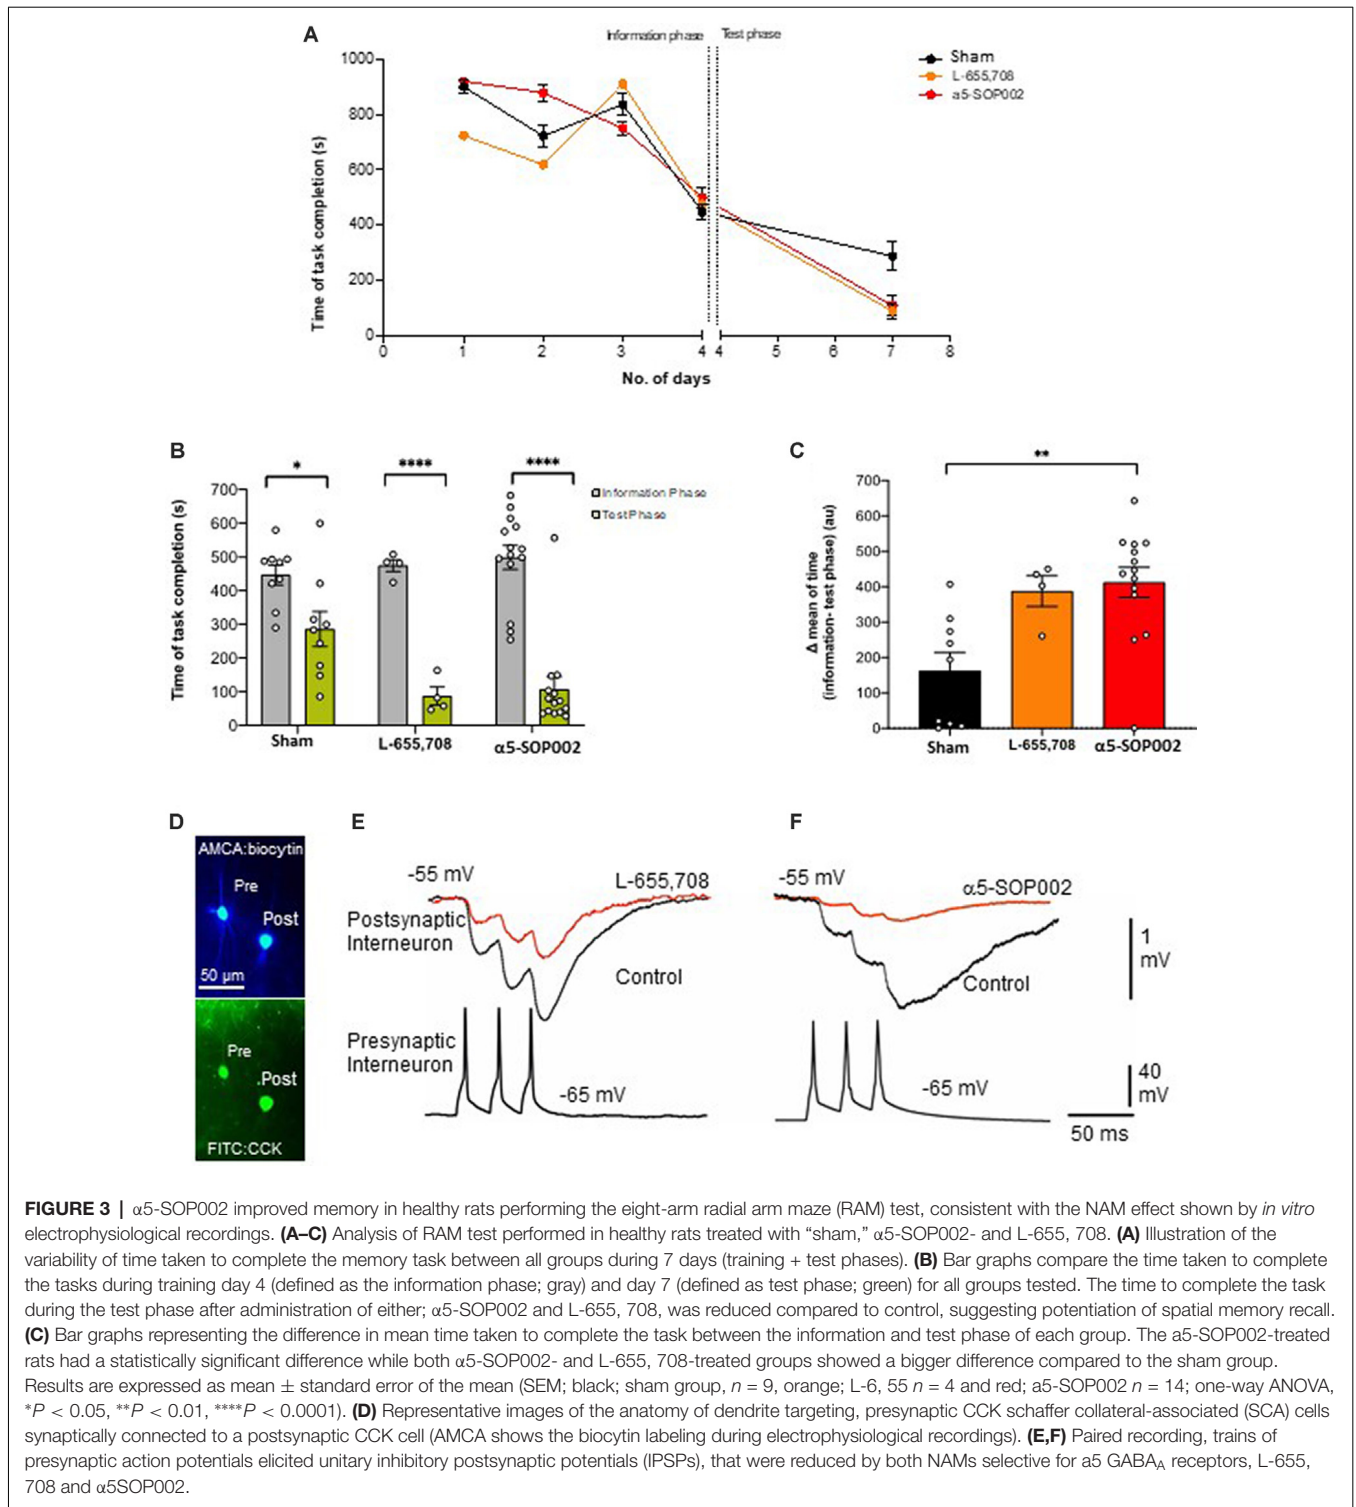 A
Information phase
Test phase
Sham
L-655,708
a5-SOP002
Time of task completion (s)
1000
800
600
400
200
0
0 1 2 3 4 4 5 6 7 8
No. of days
B
* **** ****
Time of task completion (s)
700
600
500
400
300
200
100
0
Information Phase
Test Phase
Sham L-655,708 α5-SOP002
C
**
Δ mean of time
(information- test phase) (au)
700
600
500
400
300
200
100
0
Sham L-655,708 α5-SOP002
D
AMCA:biocytin
Pre
Post
50 µm
Pre
.Post
FITC:CCK
E
-55 mV
L-655,708
Postsynaptic
Interneuron
Control
Presynaptic
Interneuron
-65 mV
F
-55 mV
α5-SOP002
Control
1
mV
-65 mV
40
mV
50 ms
FIGURE 3 | α5-SOP002 improved memory in healthy rats performing the eight-arm radial arm maze (RAM) test, consistent with the NAM effect shown by in vitro
electrophysiological recordings. (A–C) Analysis of RAM test performed in healthy rats treated with “sham,” α5-SOP002- and L-655, 708. (A) Illustration of the
variability of time taken to complete the memory task between all groups during 7 days (training + test phases). (B) Bar graphs compare the time taken to complete
the tasks during training day 4 (defined as the information phase; gray) and day 7 (defined as test phase; green) for all groups tested. The time to complete the task
during the test phase after administration of either; α5-SOP002 and L-655, 708, was reduced compared to control, suggesting potentiation of spatial memory recall.
(C) Bar graphs representing the difference in mean time taken to complete the task between the information and test phase of each group. The a5-SOP002-treated
rats had a statistically significant difference while both α5-SOP002- and L-655, 708-treated groups showed a bigger difference compared to the sham group.
Results are expressed as mean ± standard error of the mean (SEM; black; sham group, n = 9, orange; L-6, 55 n = 4 and red; a5-SOP002 n = 14; one-way ANOVA,
*P < 0.05, **P < 0.01, ****P < 0.0001). (D) Representative images of the anatomy of dendrite targeting, presynaptic CCK schaffer collateral-associated (SCA) cells
synaptically connected to a postsynaptic CCK cell (AMCA shows the biocytin labeling during electrophysiological recordings). (E,F) Paired recording, trains of
presynaptic action potentials elicited unitary inhibitory postsynaptic potentials (IPSPs), that were reduced by both NAMs selective for a5 GABAA receptors, L-655,
708 and α5SOP002.